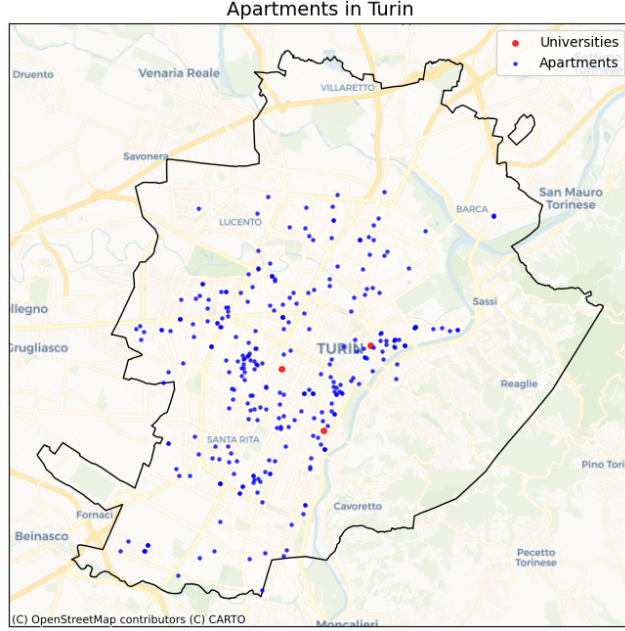 Apartments in Turin
Universities
Apartments
Druento
Venaria Reale
VILLARETTO
Torinese
Savonera
San Mauro
Torinese
BARCA
LUCENTO
Sassi
llegno
Grugliasco
TURIN
Reaglie
SANTA RITA
Pino Tori
Cavoretto
Fornaci
Beinasco
Pecetto
Torinese
Moncalieri
(C) OpenStreetMap contributors (C) CARTO